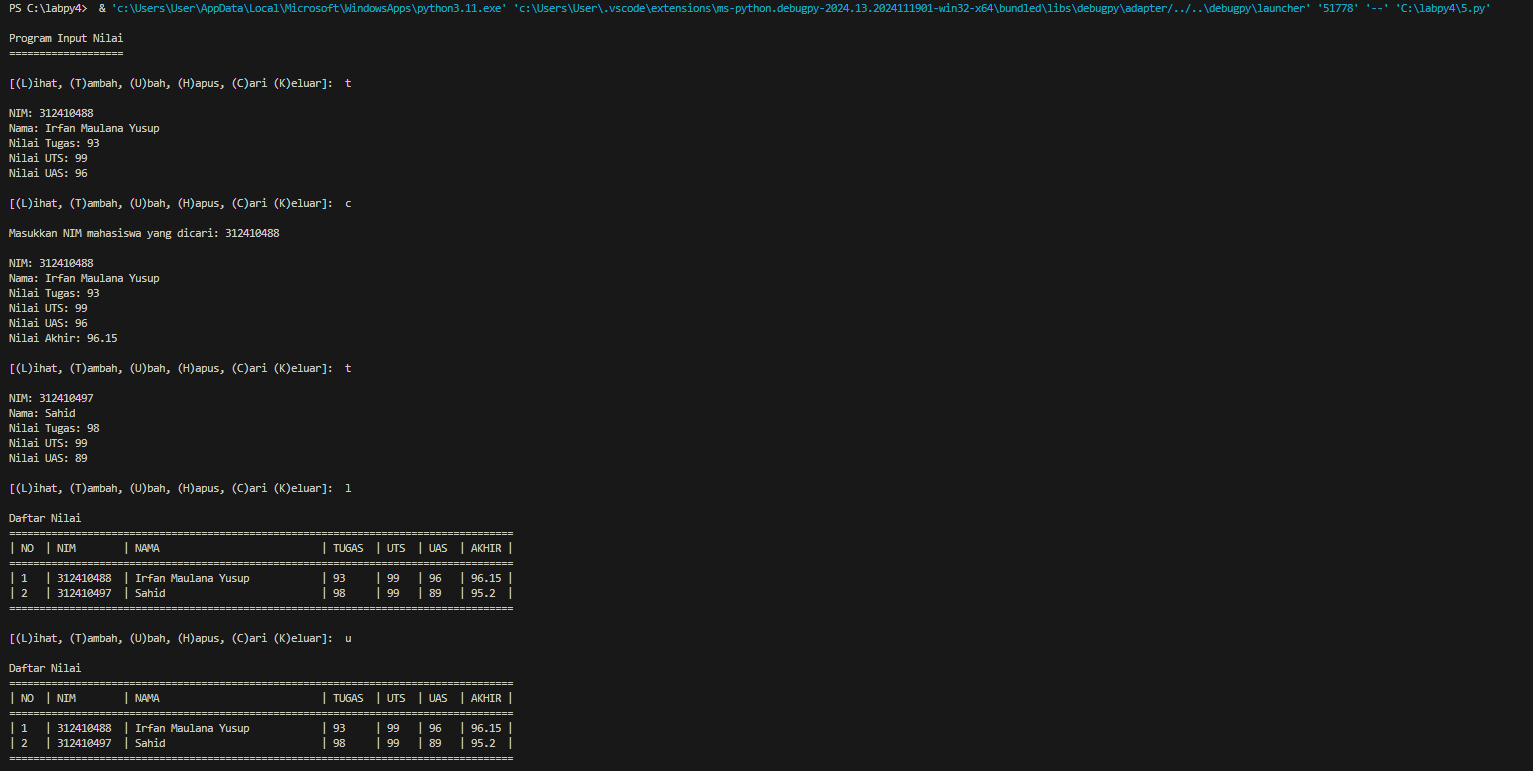 PS C:\labpy4>  & 'c:\Users\User\AppData\Local\Microsoft\WindowsApps\python3.11.exe' 'c:\Users\User\.vscode\extensions\ms-python.debugpy-2024.13.2024111901-win32-x64\bundled\libs\debugpy\adapter/../..\debugpy\launcher' '51778' '--' 'C:\labpy4\5.py'
Program Input Nilai
===================
[(L)ihat, (T)ambah, (U)bah, (H)apus, (C)ari (K)eluar]:  t
NIM: 312410488
Nama: Irfan Maulana Yusup
Nilai Tugas: 93
Nilai UTS: 99
Nilai UAS: 96
[(L)ihat, (T)ambah, (U)bah, (H)apus, (C)ari (K)eluar]:  c
Masukkan NIM mahasiswa yang dicari: 312410488
NIM: 312410488
Nama: Irfan Maulana Yusup
Nilai Tugas: 93
Nilai UTS: 99
Nilai UAS: 96
Nilai Akhir: 96.15
[(L)ihat, (T)ambah, (U)bah, (H)apus, (C)ari (K)eluar]:  t
NIM: 312410497
Nama: Sahid
Nilai Tugas: 98
Nilai UTS: 99
Nilai UAS: 89
[(L)ihat, (T)ambah, (U)bah, (H)apus, (C)ari (K)eluar]:  l
Daftar Nilai
====================================================================================
| NO  | NIM        | NAMA                           | TUGAS  | UTS  | UAS  | AKHIR |
====================================================================================
| 1   | 312410488  | Irfan Maulana Yusup            | 93     | 99   | 96   | 96.15 |
| 2   | 312410497  | Sahid                          | 98     | 99   | 89   | 95.2  |
====================================================================================
[(L)ihat, (T)ambah, (U)bah, (H)apus, (C)ari (K)eluar]:  u
Daftar Nilai
====================================================================================
| NO  | NIM        | NAMA                           | TUGAS  | UTS  | UAS  | AKHIR |
====================================================================================
| 1   | 312410488  | Irfan Maulana Yusup            | 93     | 99   | 96   | 96.15 |
| 2   | 312410497  | Sahid                          | 98     | 99   | 89   | 95.2  |
====================================================================================